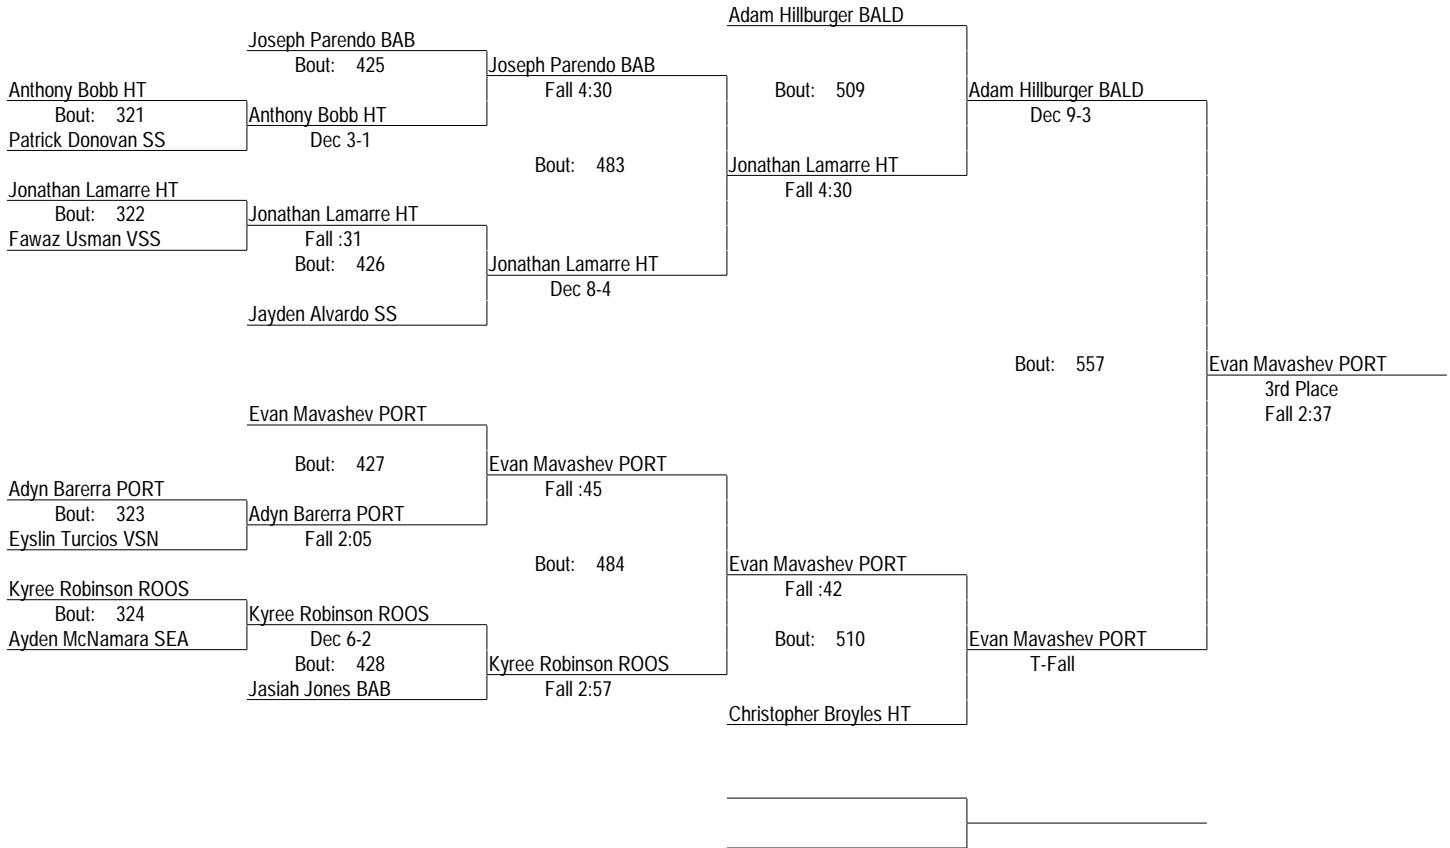 Adam Hillburger BALD
Joseph Parendo BAB
Bout: 425
Joseph Parendo BAB
Anthony Bobb HT
Fall 4:30
Bout: 509
Adam Hillburger BALD
Bout: 321
Anthony Bobb HT
Dec 9-3
Patrick Donovan SS
Dec 3-1
Bout: 483
Jonathan Lamarre HT
Jonathan Lamarre HT
Fall 4:30
Bout: 322
Jonathan Lamarre HT
Fawaz Usman VSS
Fall :31
Bout: 426
Jonathan Lamarre HT
Dec 8-4
Jayden Alvardo SS
Bout: 557
Evan Mavashev PORT
3rd Place
Evan Mavashev PORT
Fall 2:37
Bout: 427
Evan Mavashev PORT
Adyn Barerra PORT
Fall :45
Bout: 323
Adyn Barerra PORT
Eyslin Turcios VSN
Fall 2:05
Bout: 484
Evan Mavashev PORT
Kyree Robinson ROOS
Fall :42
Bout: 324
Kyree Robinson ROOS
Ayden McNamara SEA
Dec 6-2
Bout: 510
Evan Mavashev PORT
Bout: 428
Kyree Robinson ROOS
T-Fall
Jasiah Jones BAB
Fall 2:57
Christopher Broyles HT